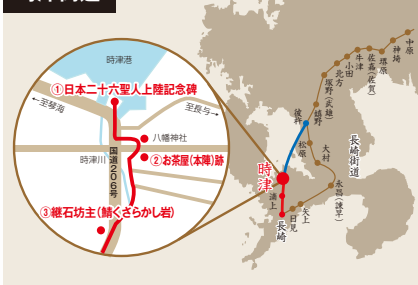 時津港
①日本二十六聖人上陸記念碑
←至琴海
至長与→
八幡神社
時津川
国道206号
②お茶屋(本陣)跡
③継石坊主(鯖くさらかし岩)
中原
神埼
堺原
佐嘉(佐賀)
牛津
小田
北方
塚野(武雄)
嬉野
彼杵
松原
大村
長崎街道
永昌(諫早)
時津
浦上
矢上
日見
長崎